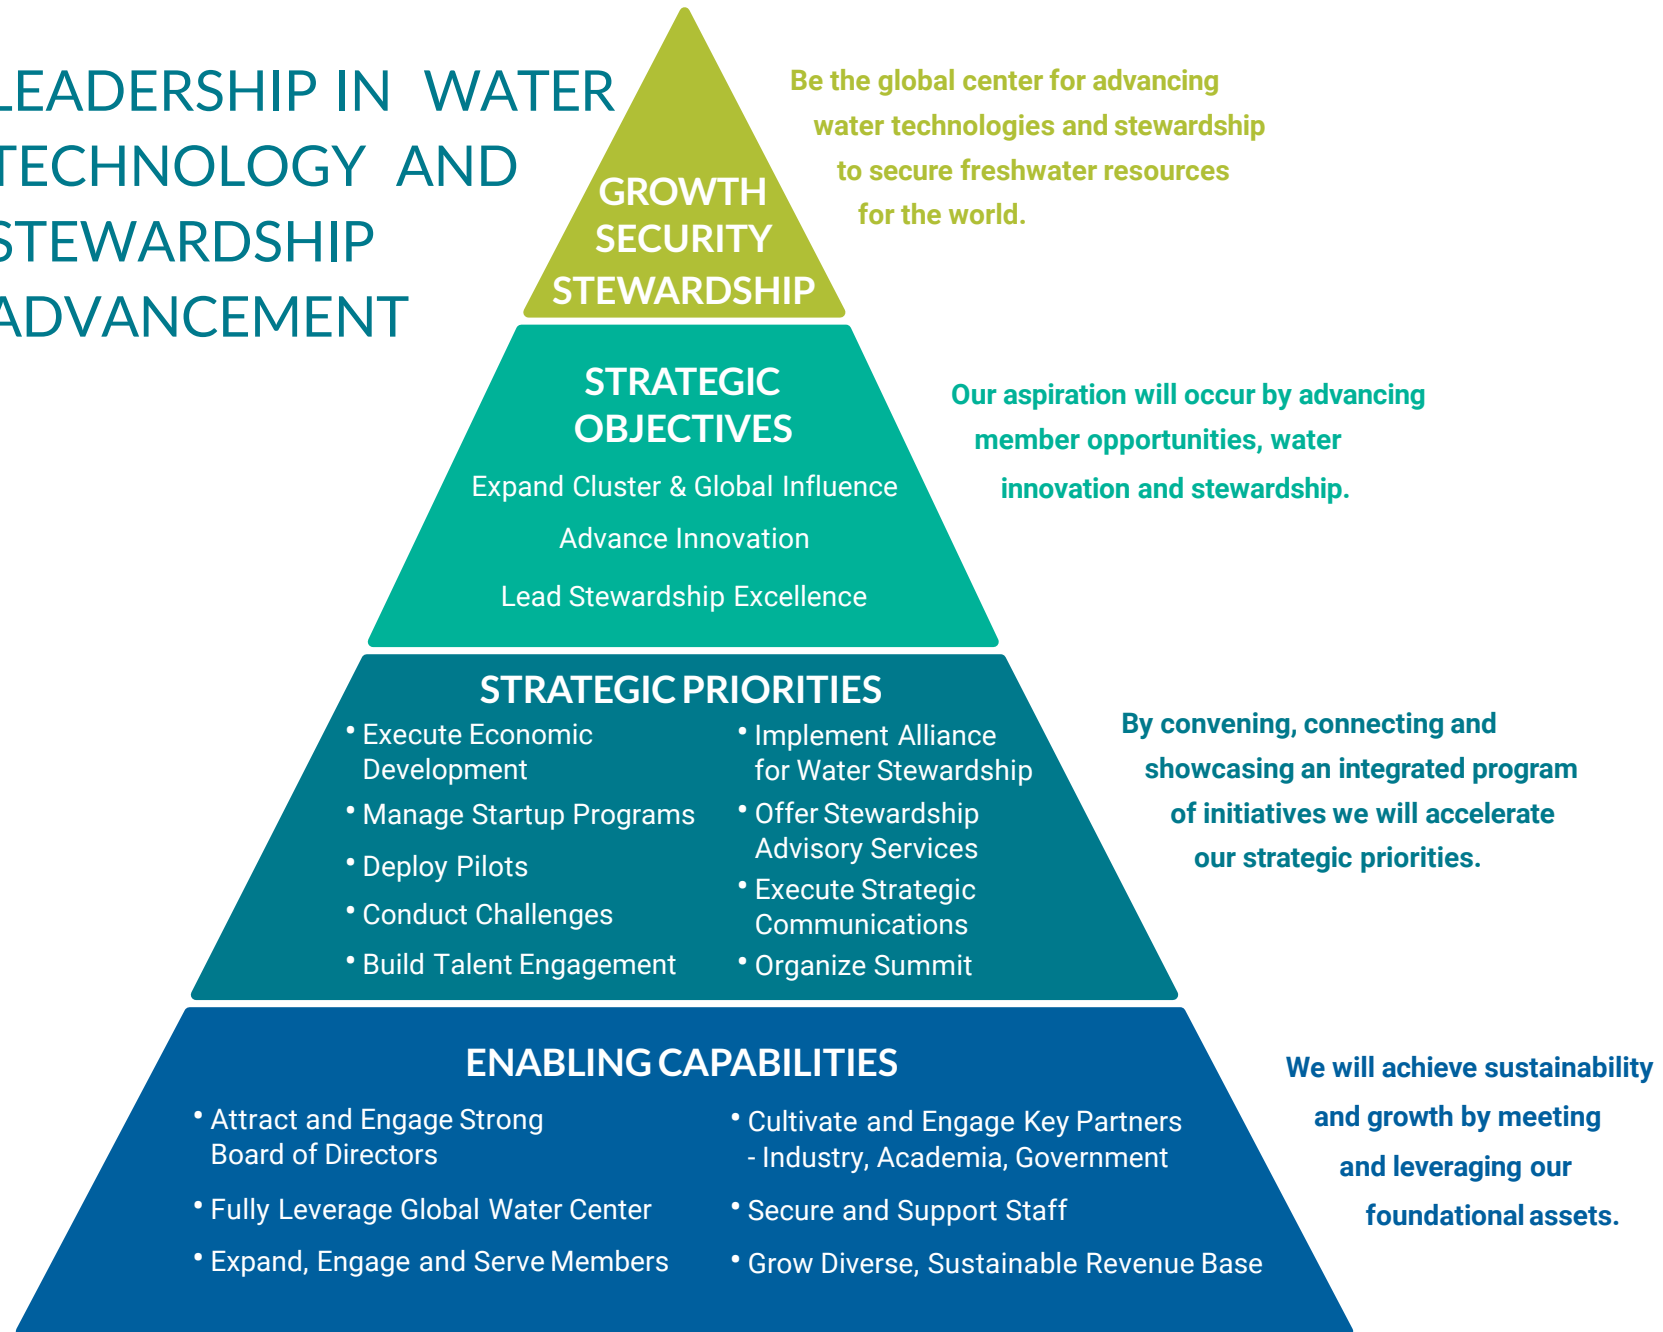 LEADERSHIP IN WATER
TECHNOLOGY AND
STEWARDSHIP
ADVANCEMENT
GROWTH
SECURITY
STEWARDSHIP
Be the global center for advancing
water technologies and stewardship
to secure freshwater resources
for the world.
STRATEGIC
OBJECTIVES
Expand Cluster & Global Influence
Advance Innovation
Lead Stewardship Excellence
Our aspiration will occur by advancing
member opportunities, water
innovation and stewardship.
STRATEGIC PRIORITIES
• Execute Economic
Development
• Manage Startup Programs
• Deploy Pilots
• Conduct Challenges
• Build Talent Engagement
• Implement Alliance
for Water Stewardship
• Offer Stewardship
Advisory Services
• Execute Strategic
Communications
• Organize Summit
By convening, connecting and
showcasing an integrated program
of initiatives we will accelerate
our strategic priorities.
ENABLING CAPABILITIES
• Attract and Engage Strong
Board of Directors
• Fully Leverage Global Water Center
• Expand, Engage and Serve Members
• Cultivate and Engage Key Partners
- Industry, Academia, Government
• Secure and Support Staff
• Grow Diverse, Sustainable Revenue Base
We will achieve sustainability
and growth by meeting
and leveraging our
foundational assets.